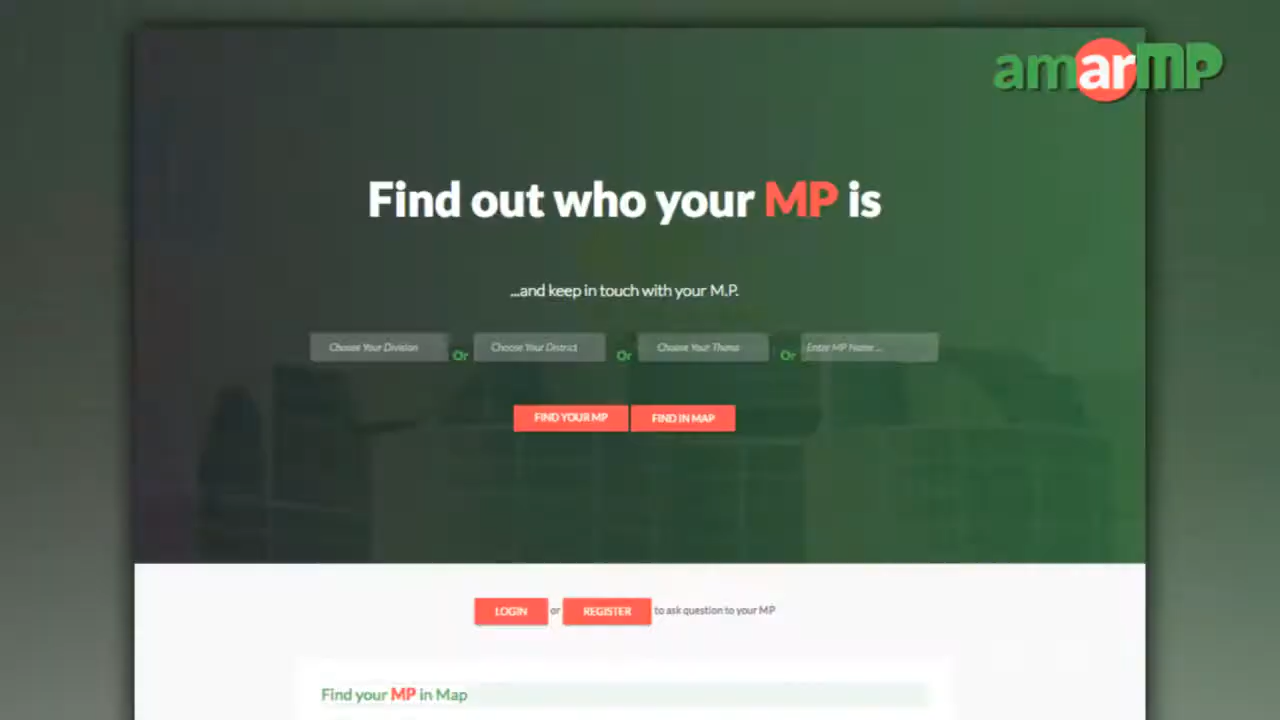 amarMP
Find out who your MP is
...and keep in touch with your M.P.
Choose Your Division Or Choose Your District Or Choose Your Thana Or Enter MP Name...
FIND YOUR MP FIND IN MAP
LOGIN or REGISTER to ask question to your MP
Find your MP in Map